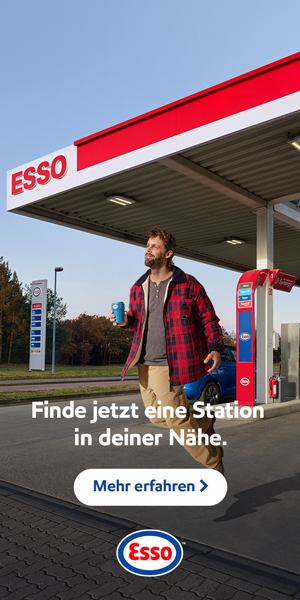 ESSO
Finde jetzt eine Station
in deiner Nähe.
Mehr erfahren
Esso